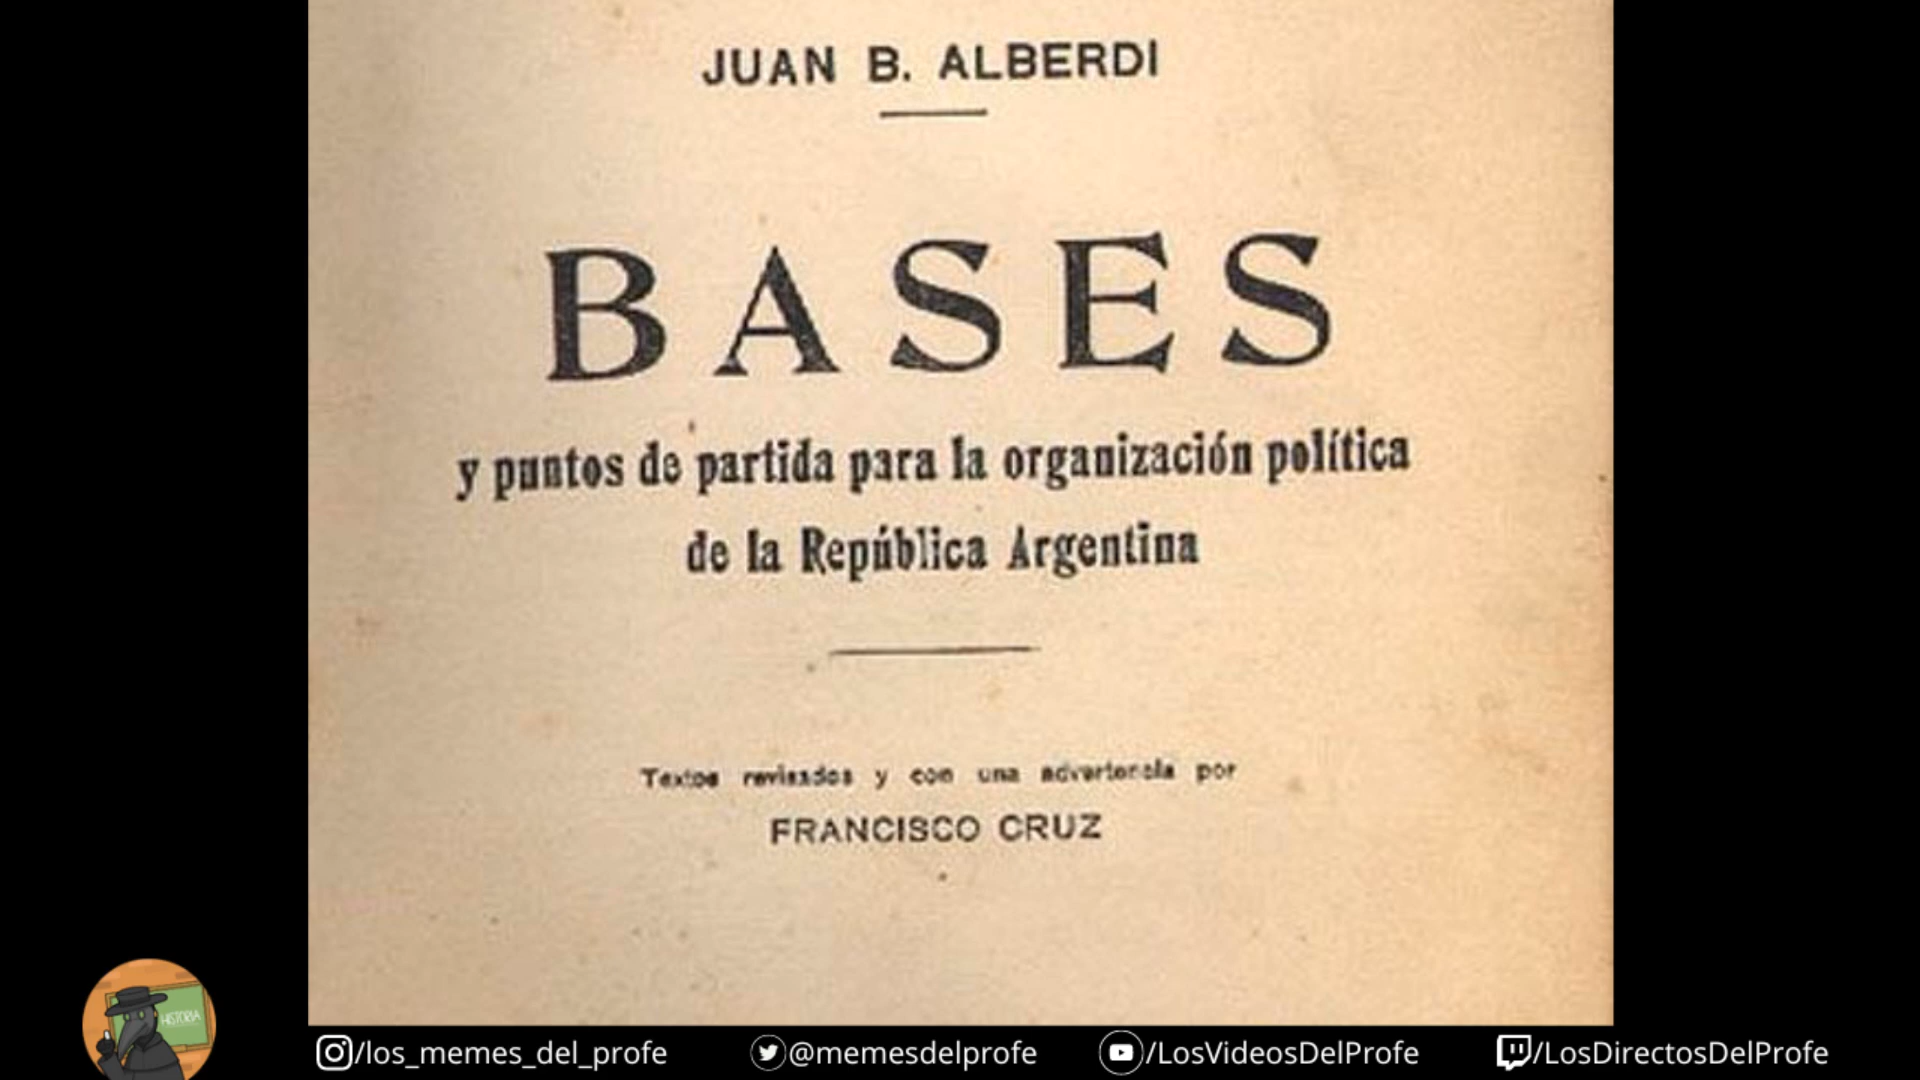 JUAN B. ALBERDI
BASES
y puntos de partida para la organización política
de la República Argentina
Textos revisados y con una advertencia por
FRANCISCO CRUZ
HISTORIA
/los_memes_del_profe
@memesdelprofe
/LosVideosDelProfe
/LosDirectosDelProfe